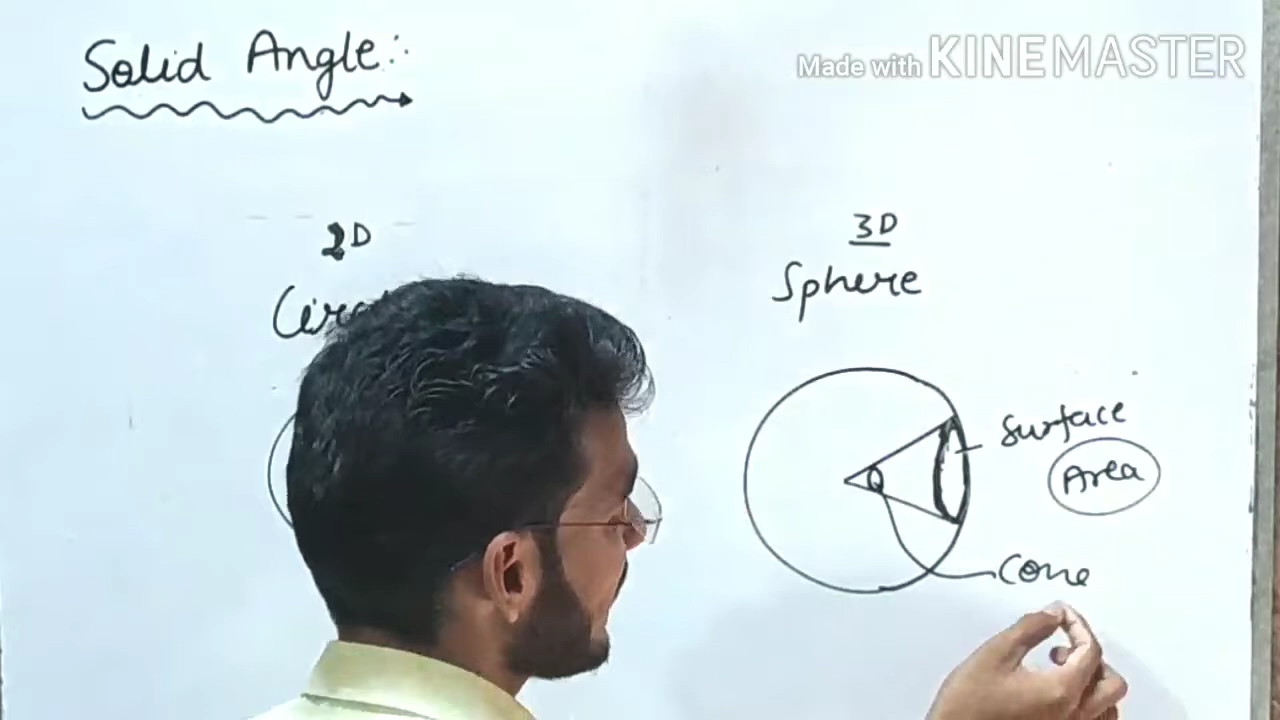 Solid Angle:
Made with KINEMASTER
2D
3D
Sphere
Surface
Area
Cone